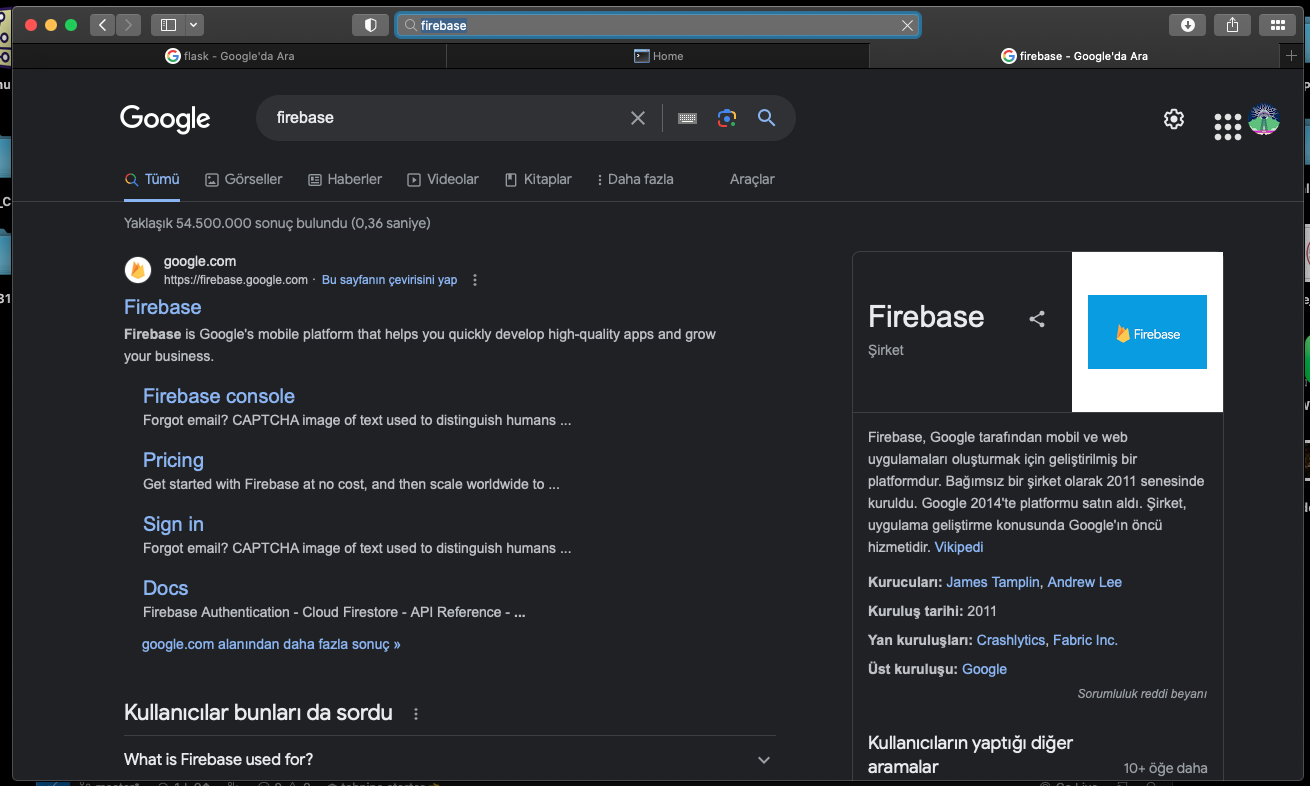 firebase
flask - Google'da Ara
Home
firebase - Google'da Ara
Google
firebase
Tümü
Görseller
Haberler
Videolar
Kitaplar
Daha fazla
Araçlar
Yaklaşık 54.500.000 sonuç bulundu (0,36 saniye)
google.com
https://firebase.google.com · Bu sayfanın çevirisini yap
Firebase
Firebase is Google's mobile platform that helps you quickly develop high-quality apps and grow
your business.
Firebase console
Forgot email? CAPTCHA image of text used to distinguish humans ...
Pricing
Get started with Firebase at no cost, and then scale worldwide to ...
Sign in
Forgot email? CAPTCHA image of text used to distinguish humans ...
Docs
Firebase Authentication - Cloud Firestore - API Reference - ...
google.com alanından daha fazla sonuç »
Kullanıcılar bunları da sordu
What is Firebase used for?
Firebase
Şirket
Firebase
Firebase, Google tarafından mobil ve web
uygulamaları oluşturmak için geliştirilmiş bir
platformdur. Bağımsız bir şirket olarak 2011 senesinde
kuruldu. Google 2014'te platformu satın aldı. Şirket,
uygulama geliştirme konusunda Google'ın öncü
hizmetidir. Vikipedi
Kurucuları: James Tamplin, Andrew Lee
Kuruluş tarihi: 2011
Yan kuruluşları: Crashlytics, Fabric Inc.
Üst kuruluşu: Google
Sorumluluk reddi beyanı
Kullanıcıların yaptığı diğer
aramalar
10+ öğe daha